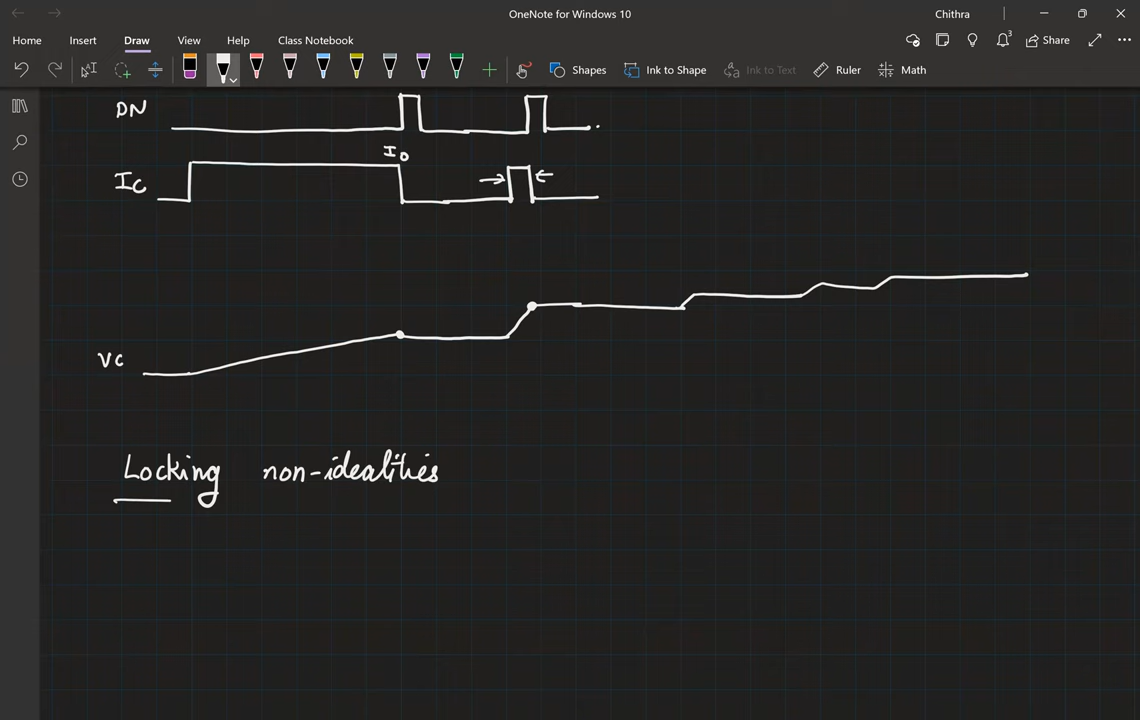 OneNote for Windows 10
Chithra
Home Insert Draw View Help Class Notebook
Share
Shapes Ink to Shape Ink to Text Ruler Math
DN
I0
IC
VC
Locking non-idealities